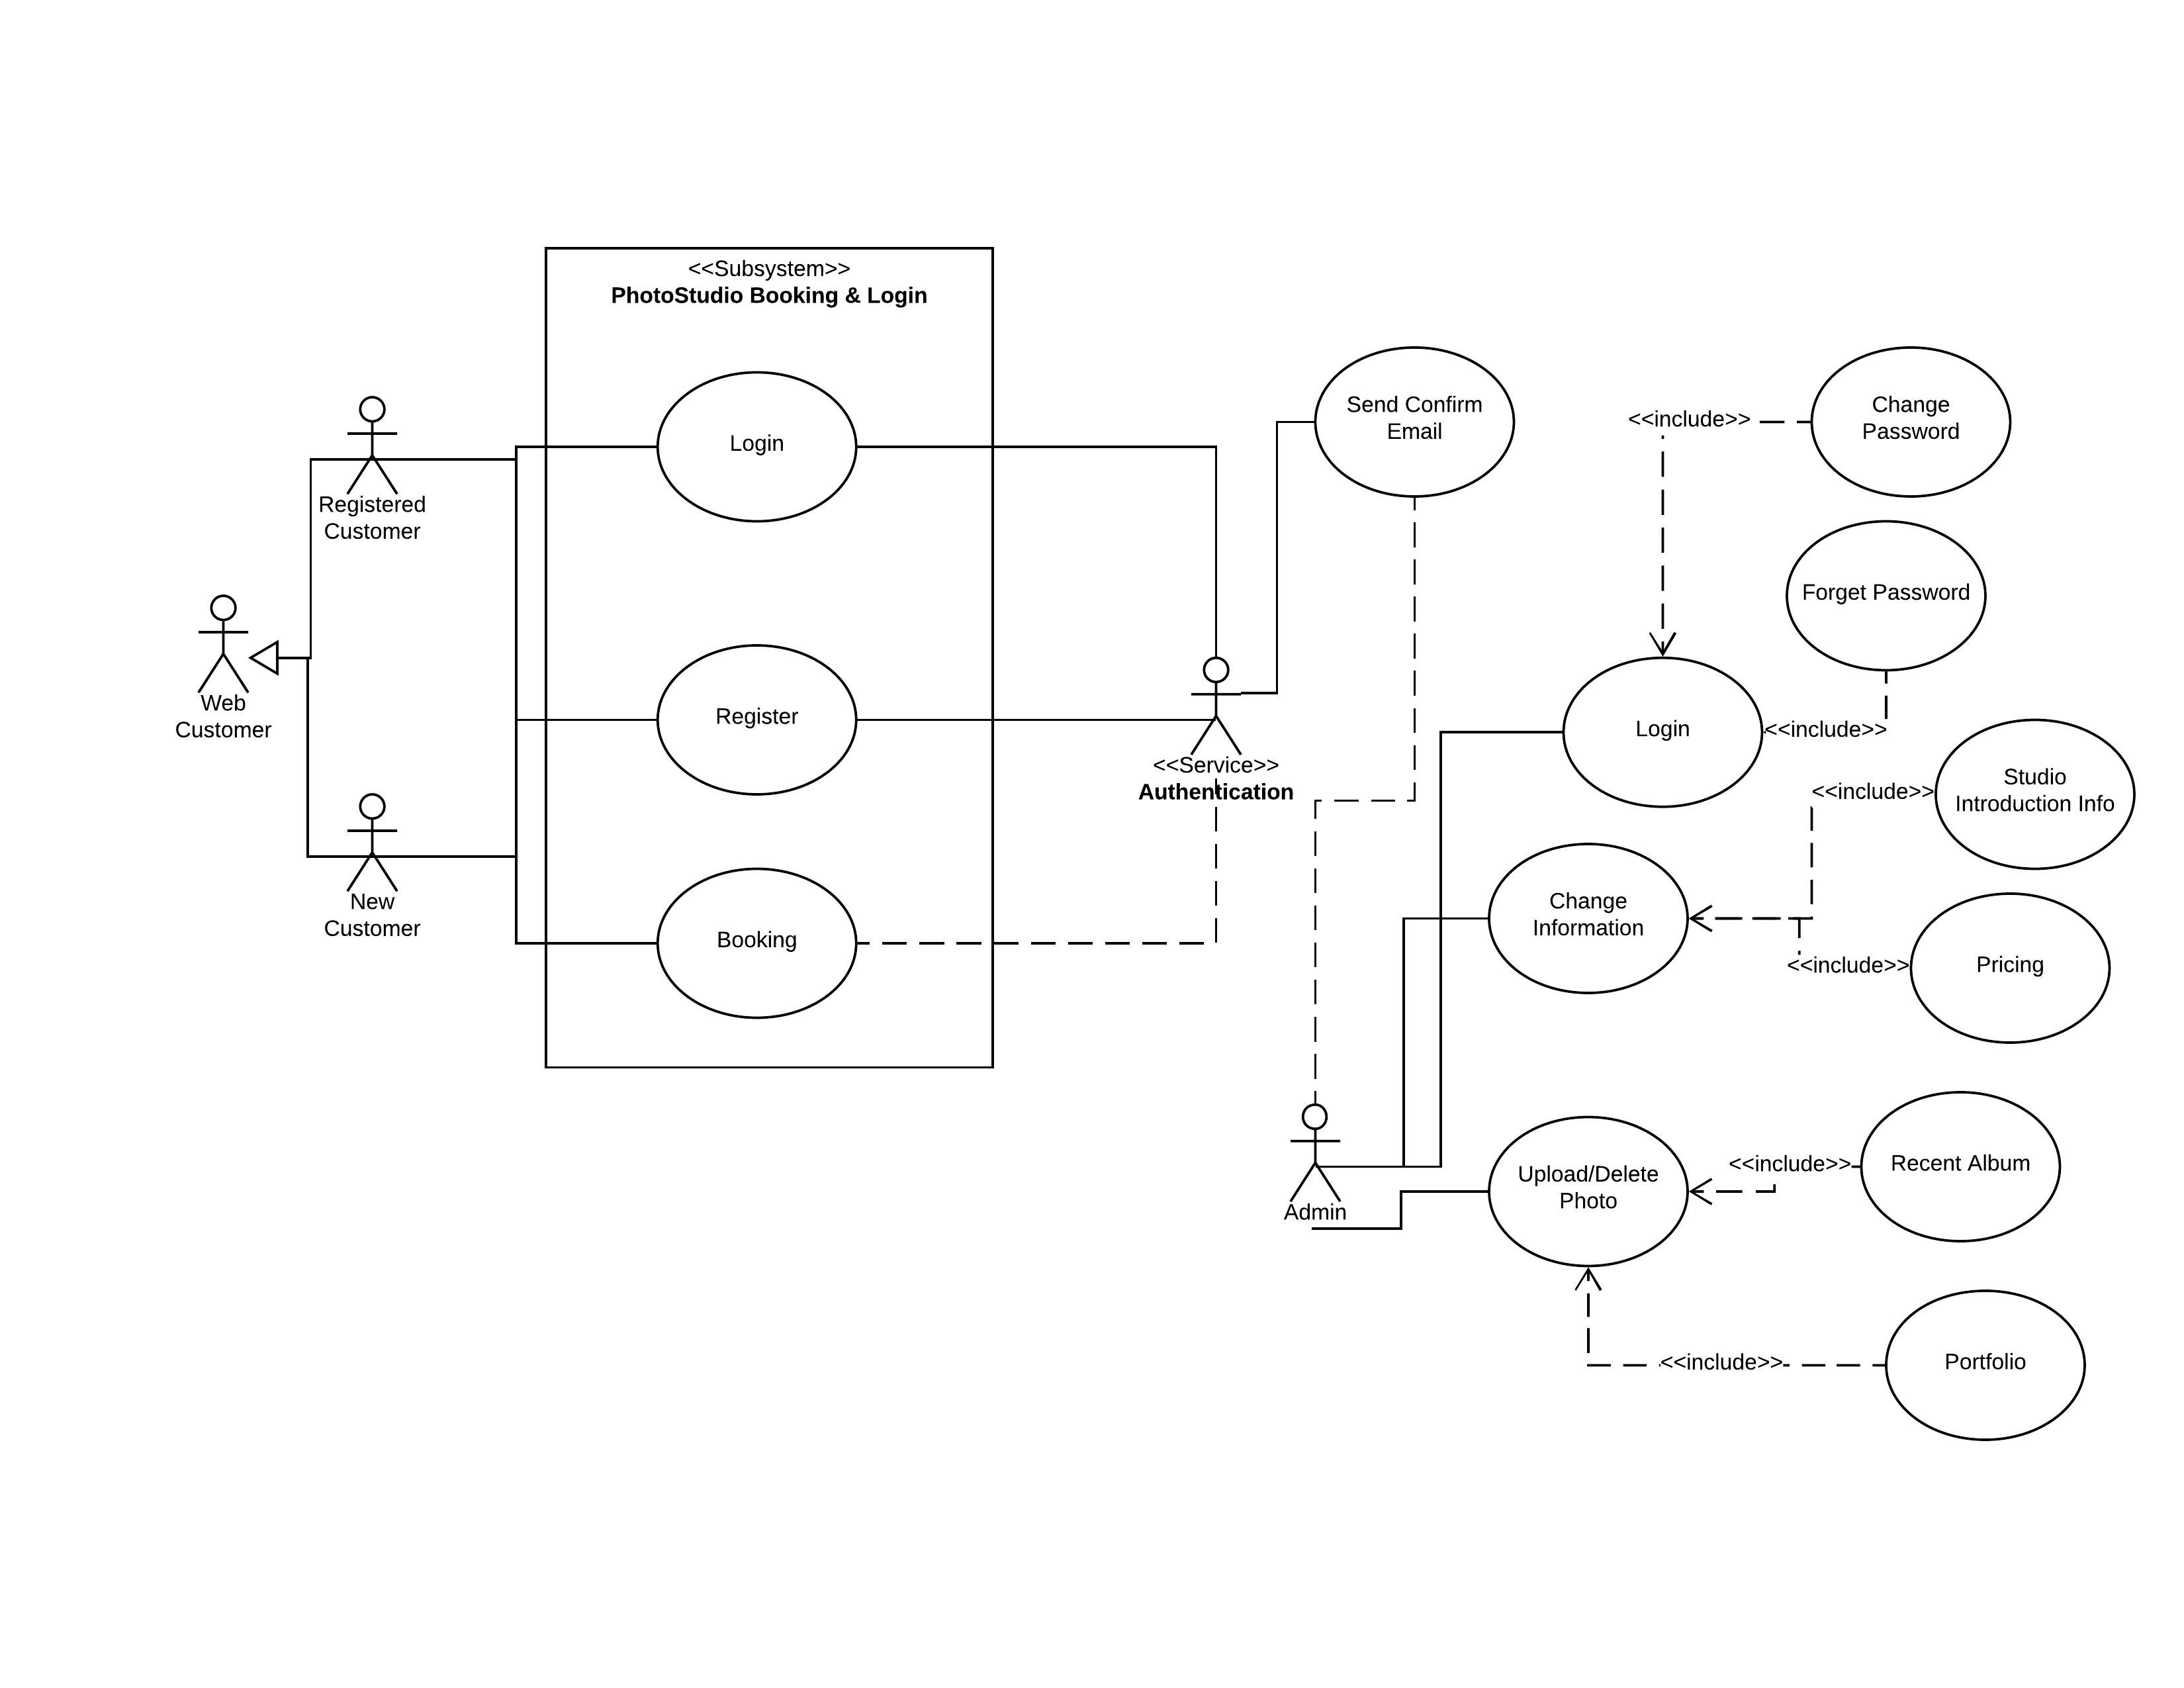 <<Subsystem>>
PhotoStudio Booking & Login
Login
Register
Booking
Registered
Customer
Web
Customer
New
Customer
<<Service>>
Authentication
Send Confirm
Email
<<include>>
Change
Password
Forget Password
Login
<<include>>
<<include>>
Studio
Introduction Info
Change
Information
<<include>>
Pricing
Admin
Upload/Delete
Photo
<<include>>
Recent Album
<<include>>
Portfolio